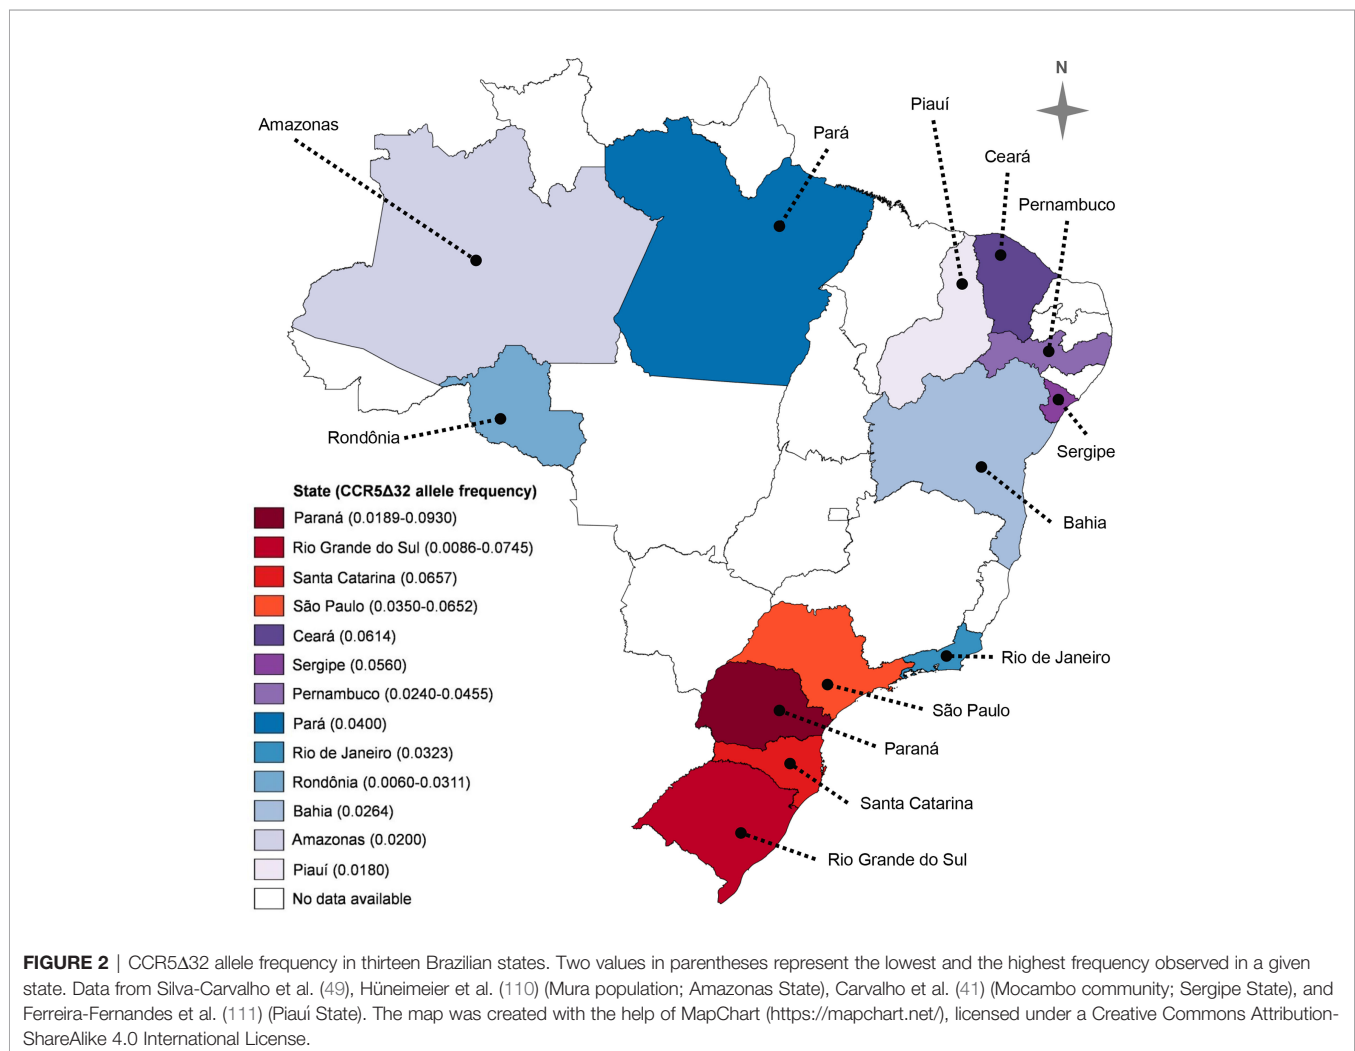 N
Piauí
Amazonas
Pará
Ceará
Pernambuco
Rondônia
Sergipe
Bahia
State (CCR5Δ32 allele frequency)
Paraná (0.0189-0.0930)
Rio Grande do Sul (0.0086-0.0745)
Santa Catarina (0.0657)
São Paulo (0.0350-0.0652)
Ceará (0.0614)
Sergipe (0.0560)
Pernambuco (0.0240-0.0455)
Pará (0.0400)
Rio de Janeiro (0.0323)
Rondônia (0.0060-0.0311)
Bahia (0.0264)
Amazonas (0.0200)
Piauí (0.0180)
No data available
Rio de Janeiro
São Paulo
Paraná
Santa Catarina
Rio Grande do Sul
FIGURE 2 | CCR5Δ32 allele frequency in thirteen Brazilian states. Two values in parentheses represent the lowest and the highest frequency observed in a given
state. Data from Silva-Carvalho et al. (49), Hüneimeier et al. (110) (Mura population; Amazonas State), Carvalho et al. (41) (Mocambo community; Sergipe State), and
Ferreira-Fernandes et al. (111) (Piauí State). The map was created with the help of MapChart (https://mapchart.net/), licensed under a Creative Commons Attribution-
ShareAlike 4.0 International License.